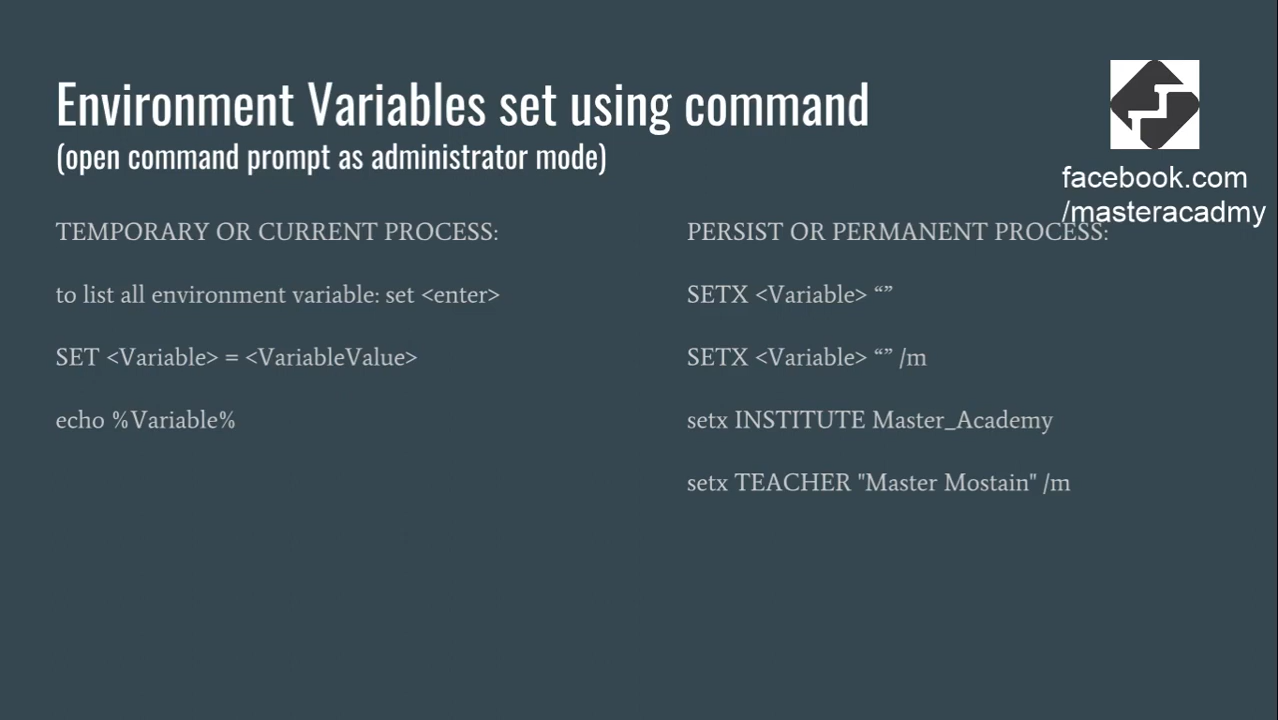 Environment Variables set using command
(open command prompt as administrator mode)
facebook.com
/masteracadmy
TEMPORARY OR CURRENT PROCESS:
to list all environment variable: set <enter>
SET <Variable> = <VariableValue>
echo %Variable%
PERSIST OR PERMANENT PROCESS:
SETX <Variable> “”
SETX <Variable> “” /m
setx INSTITUTE Master_Academy
setx TEACHER "Master Mostain" /m